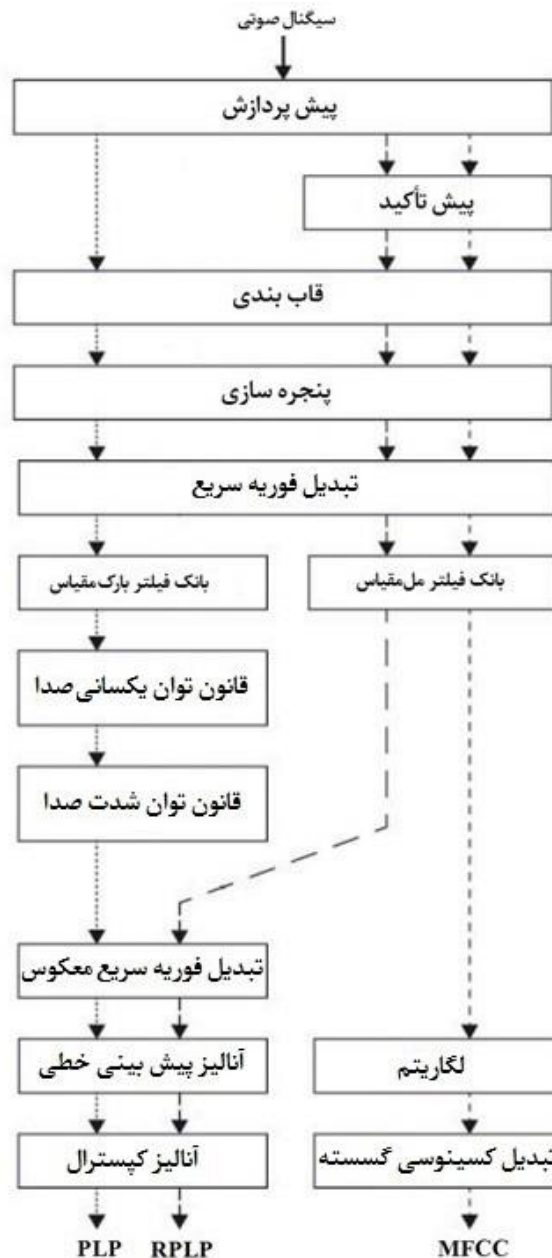 سیگنال صوتی
پیش پردازش
پیش تأکید
قاب بندی
پنجره سازی
تبدیل فوریه سریع
بانک فیلتر مل‌مقیاس
بانک فیلتر بارک‌مقیاس
قانون توان یکسانی صدا
قانون توان شدت صدا
تبدیل فوریه سریع معکوس
لگاریتم
آنالیز پیش بینی خطی
تبدیل کسینوسی گسسته
آنالیز کپسترال
PLP RPLP MFCC